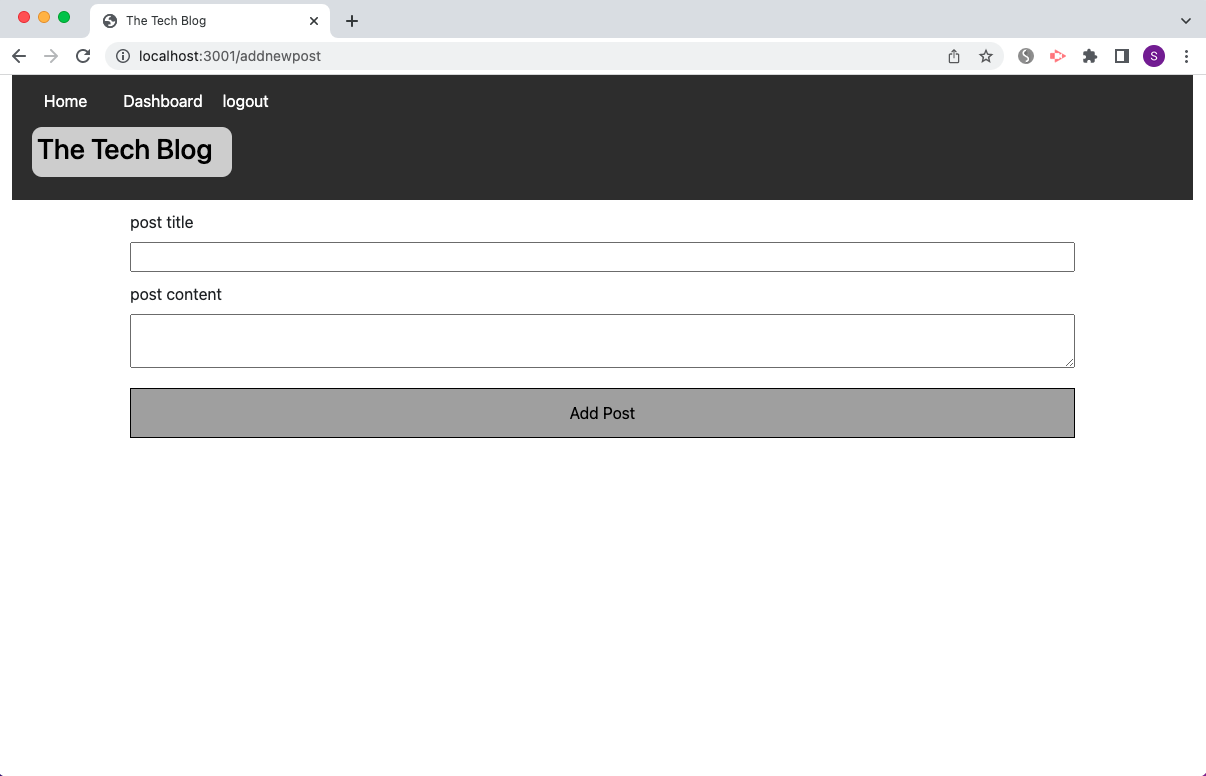 The Tech Blog
localhost:3001/addnewpost
S
Home Dashboard logout
The Tech Blog
post title
post content
Add Post